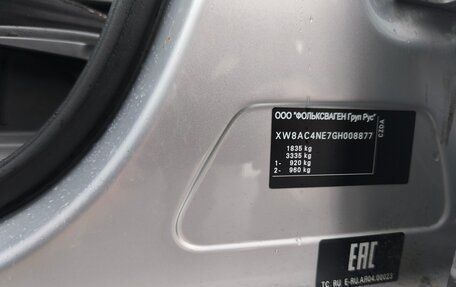 ООО "ФОЛЬКСВАГЕН Груп Рус"
XW8AC4NE7GH008877
CZDA
1835 kg
3335 kg
1- 920 kg
2- 960 kg
EAC
TC RU E-RU.AR04.00023